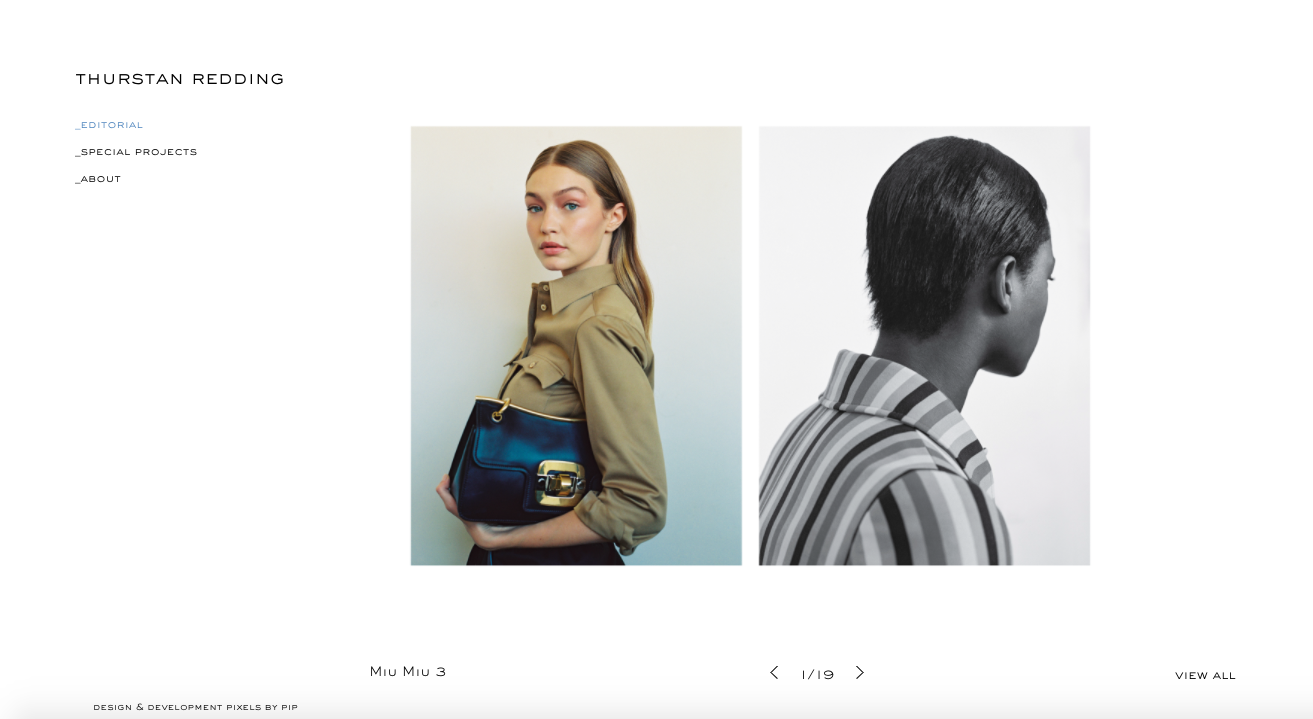 THURSTAN REDDING
_EDITORIAL
_SPECIAL PROJECTS
_ABOUT
Miu Miu 3
1/19
VIEW ALL
DESIGN & DEVELOPMENT PIXELS BY PIP